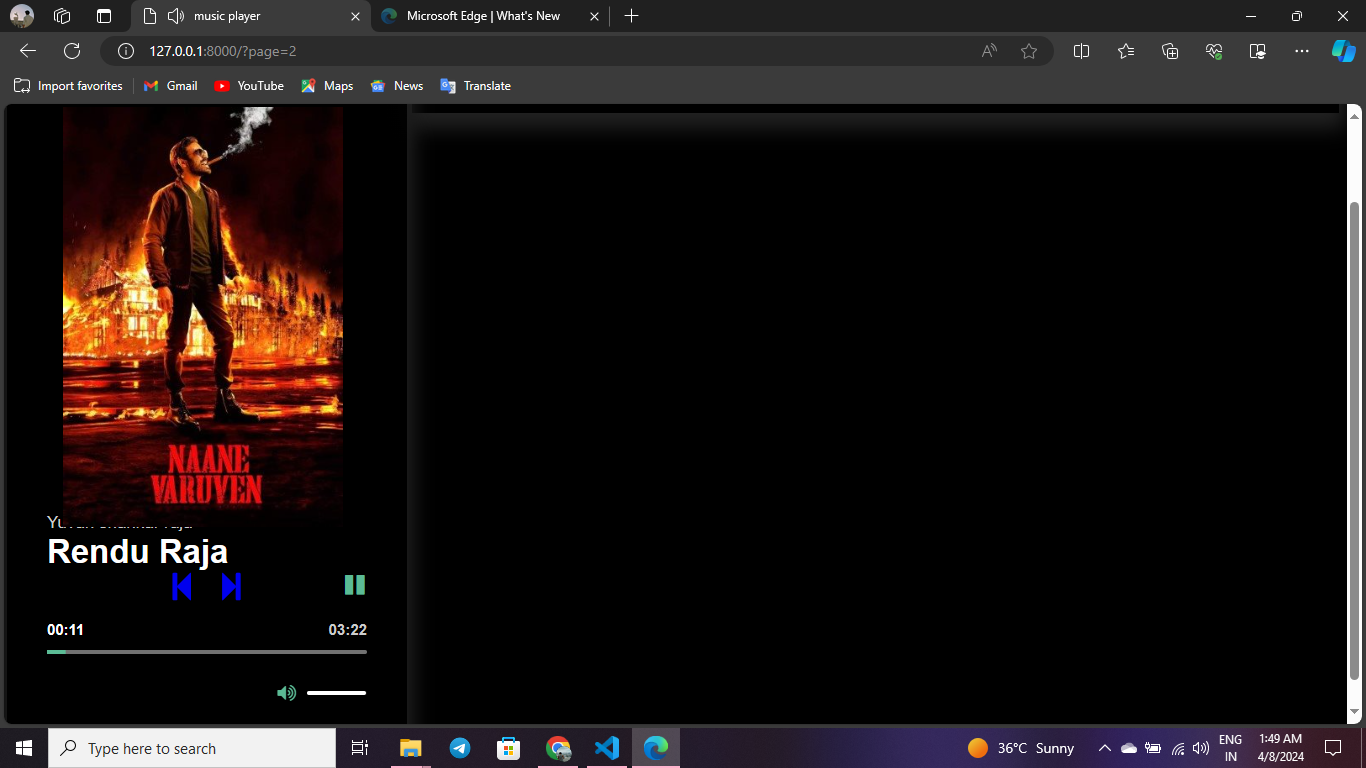 music player
Microsoft Edge | What's New
127.0.0.1:8000/?page=2
Import favorites
Gmail
YouTube
Maps
News
Translate
NAANE
VARUVEN
Rendu Raja
00:11
03:22
Type here to search
36°C Sunny
ENG
IN
1:49 AM
4/8/2024